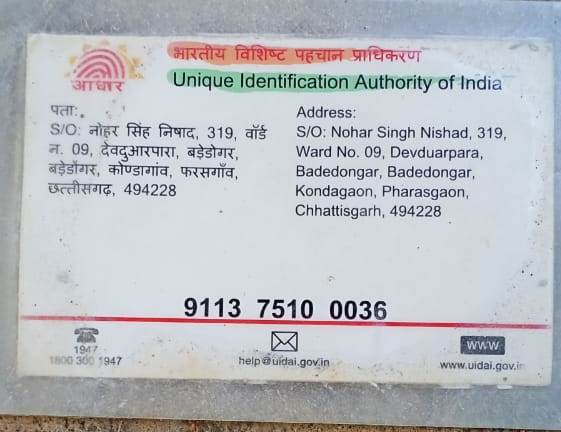 आधार
भारतीय विशिष्ट पहचान प्राधिकरण
Unique Identification Authority of India
पता:
S/O: नोहर सिंह निषाद, 319, वॉर्ड
न. 09, देवदुआरपारा, बड़ेडोंगर,
बड़ेडोंगर, कोण्डागांव, फरसगाँव,
छत्तीसगढ़, 494228
Address:
S/O: Nohar Singh Nishad, 319,
Ward No. 09, Devduarpara,
Badedongar, Badedongar,
Kondagaon, Pharasgaon,
Chhattisgarh, 494228
9113 7510 0036
1947
1800 300 1947
help@uidai.gov.in
www
www.uidai.gov.in